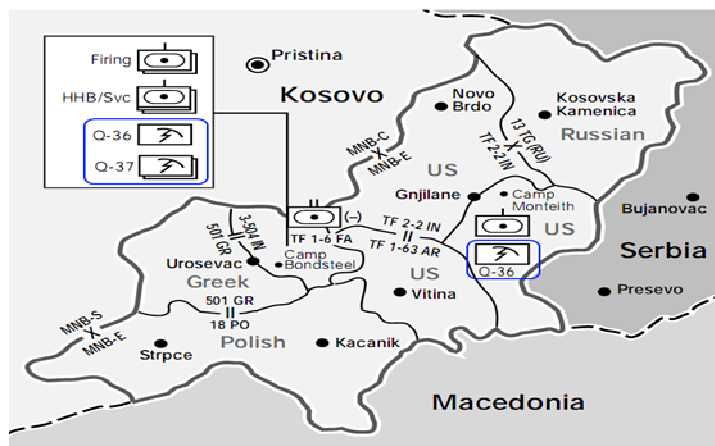 Firing
HHB/Svc
Q-36
Q-37
Pristina
Kosovo
Novo
Brdo
Kosovska
Kamenica
Russian
13 TG (RU)
X
TF 2-2 IN
MNB-C
X
MNB-E
US
Gnjilane
Camp
Monteith
US
Bujanovac
Serbia
(–)
TF 1-6 FA
TF 2-2 IN
II
TF 1-63 AR
3-504 IN
II
501 GR
Urosevac
Camp
Bondsteel
Greek
US
Vitina
Q-36
Presevo
501 GR
II
18 PO
MNB-S
X
MNB-E
Polish
Strpce
Kacanik
Macedonia